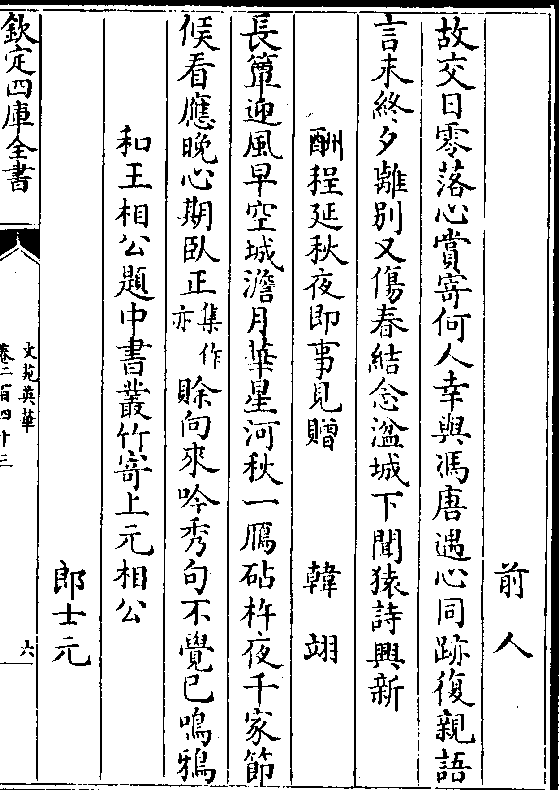 前人
故交日零落心賞寄何人幸與馮唐遇心同跡復親語
言未終夕離別又傷春結念湓城下聞猿詩興新
酬程延秋夜即事見贈 韓翃
長簟迎風早空城澹月華星河秋一鴈砧杵夜千家節
候看應晚心期臥正集作亦賒向來吟秀句不覺已鳴鴉
和王相公題中書叢竹寄上元相公
郎士元
欽定四庫全書
文苑英華
卷二百四十三
六